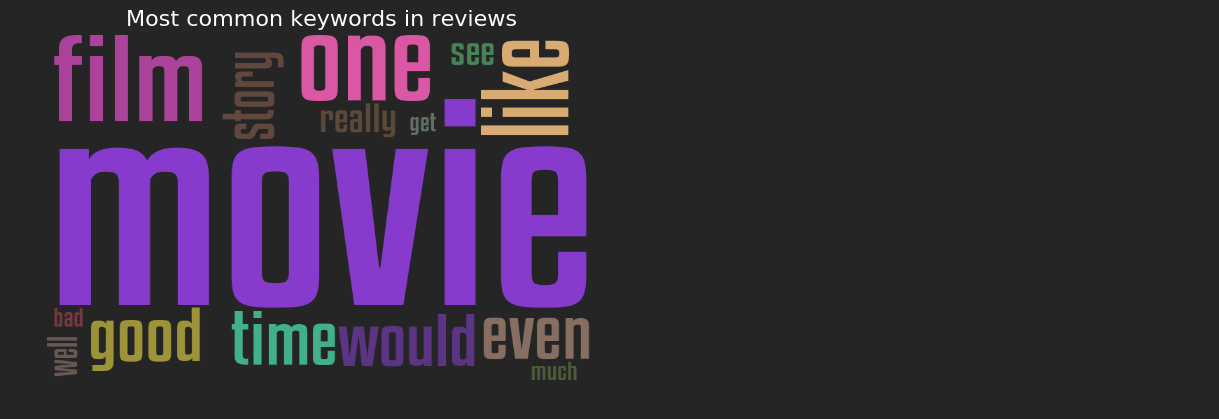 Most common keywords in reviews
film
story
one
see
like
really
get
movie
bad
good
well
time
would
even
much